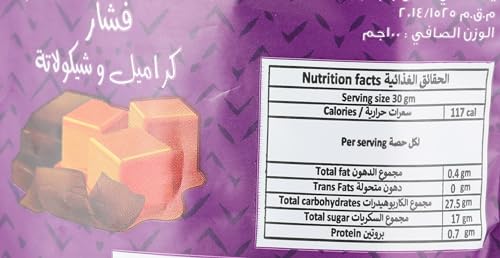 م.ق.م ٢٠١٤/١٥٢٥
الوزن الصافي : ١٠٠جم
فشار
كراميل و شيكولاتة
Nutrition facts الحقائق الغذائية
Serving size 30 gm
Calories / سعرات حرارية 117 cal
Per serving لكل حصة
Total fat مجموع الدهون 0.4 gm
Trans Fats دهون متحولة 0 gm
Total carbohydrates مجموع الكاربوهيدرات 27.5 gm
Total sugar مجموع السكريات 17 gm
Protein بروتين 0.7 gm